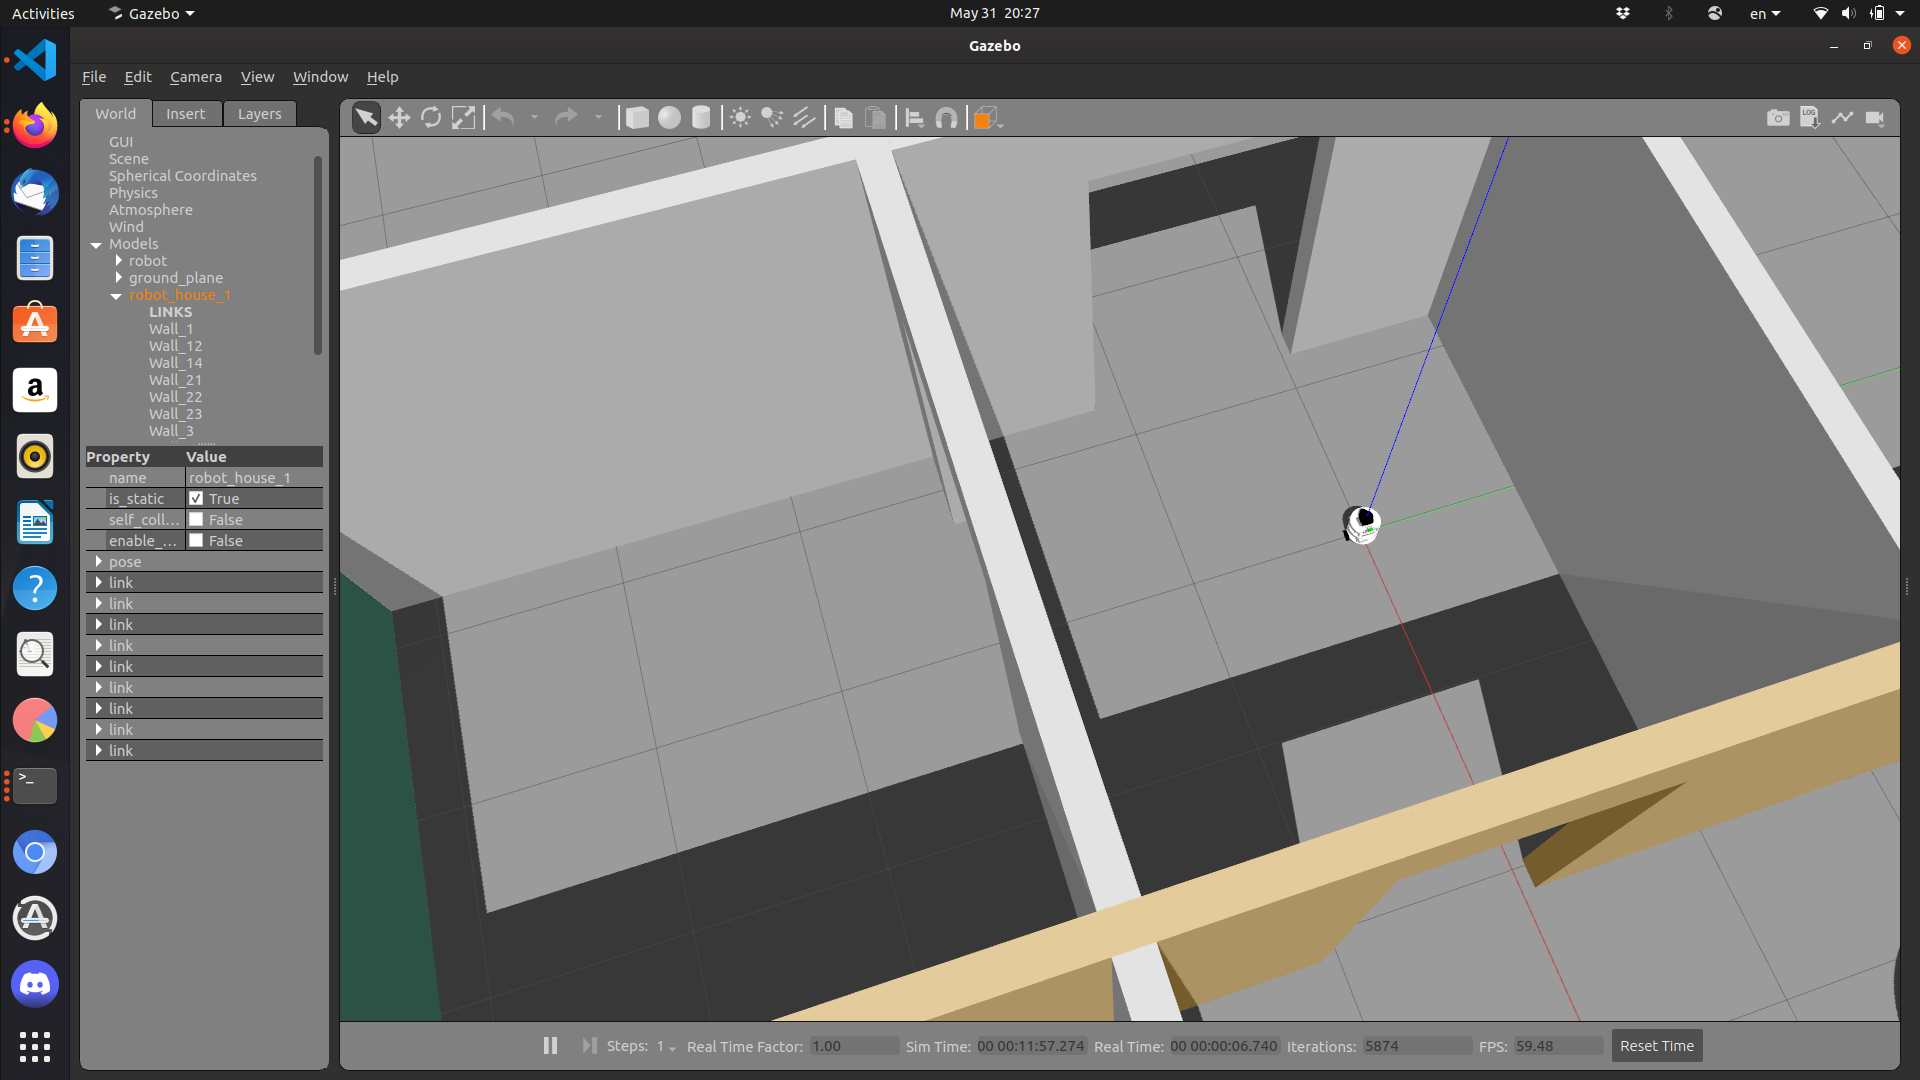 Activities
Gazebo
May 31 20:27
en
Gazebo
File Edit Camera View Window Help
World Insert Layers
LOG
GUI
Scene
Spherical Coordinates
Physics
Atmosphere
Wind
Models
robot
ground_plane
robot_house_1
LINKS
Wall_1
Wall_12
Wall_14
Wall_21
Wall_22
Wall_23
Wall_3
Property Value
name robot_house_1
is_static True
self_coll... False
enable_... False
pose
link
link
link
link
link
link
link
link
link
Steps: 1 Real Time Factor: 1.00 Sim Time: 00 00:11:57.274 Real Time: 00 00:00:06.740 Iterations: 5874 FPS: 59.48 Reset Time